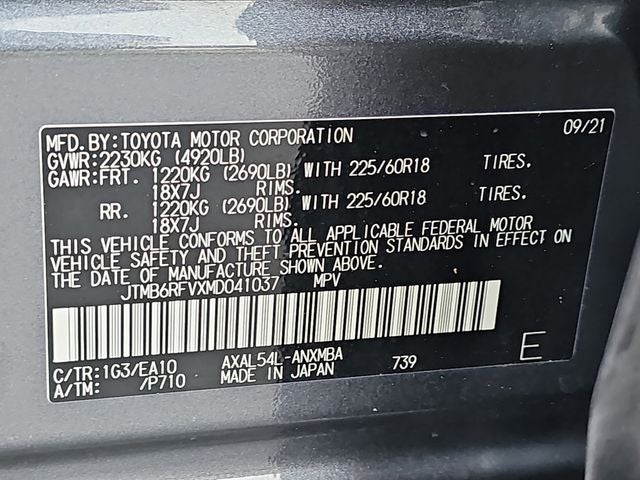 MFD.BY:TOYOTA MOTOR CORPORATION 09/21
GVWR:2230KG (4920LB)
GAWR:FRT. 1220KG (2690LB) WITH 225/60R18 TIRES.
18X7J RIMS.
RR. 1220KG (2690LB) WITH 225/60R18 TIRES.
18X7J RIMS.
THIS VEHICLE CONFORMS TO ALL APPLICABLE FEDERAL MOTOR
VEHICLE SAFETY AND THEFT PREVENTION STANDARDS IN EFFECT ON
THE DATE OF MANUFACTURE SHOWN ABOVE.
JTMB6RFVXMD041037 MPV
C/TR:1G3/EA10 AXAL54L-ANXMBA 739 E
A/TM: /P710 MADE IN JAPAN